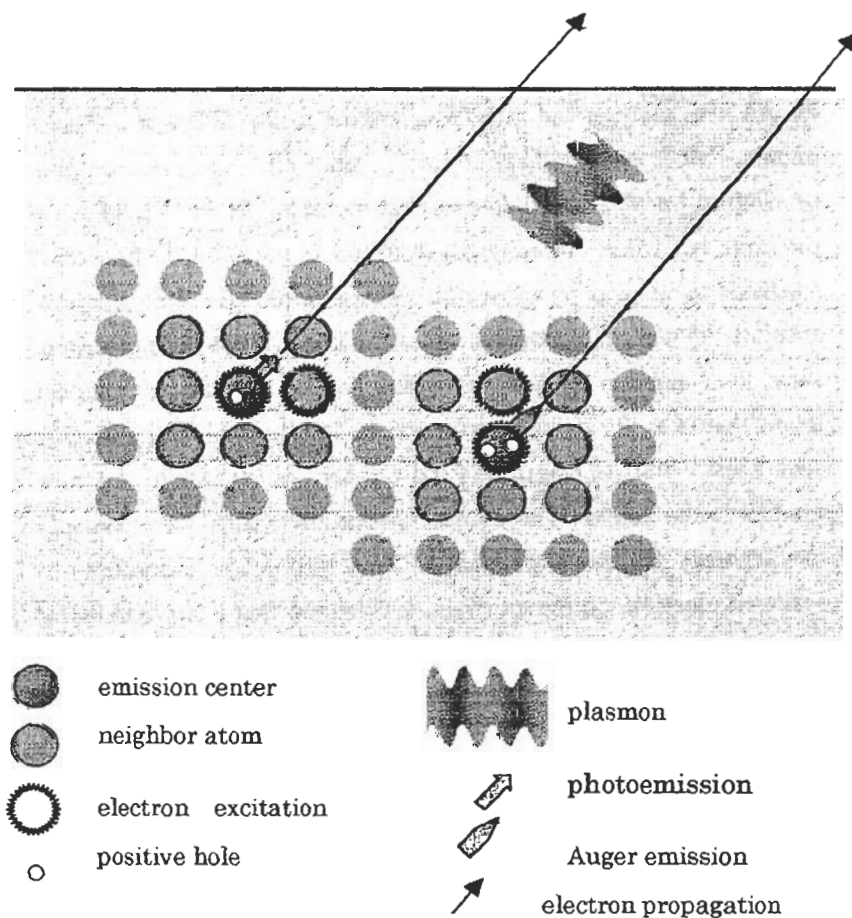 emission center
neighbor atom
electron excitation
positive hole
plasmon
photoemission
Auger emission
electron propagation